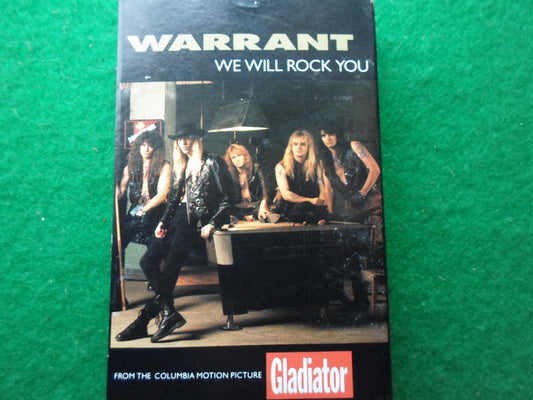 WARRANT
WE WILL ROCK YOU
FROM THE COLUMBIA MOTION PICTURE Gladiator